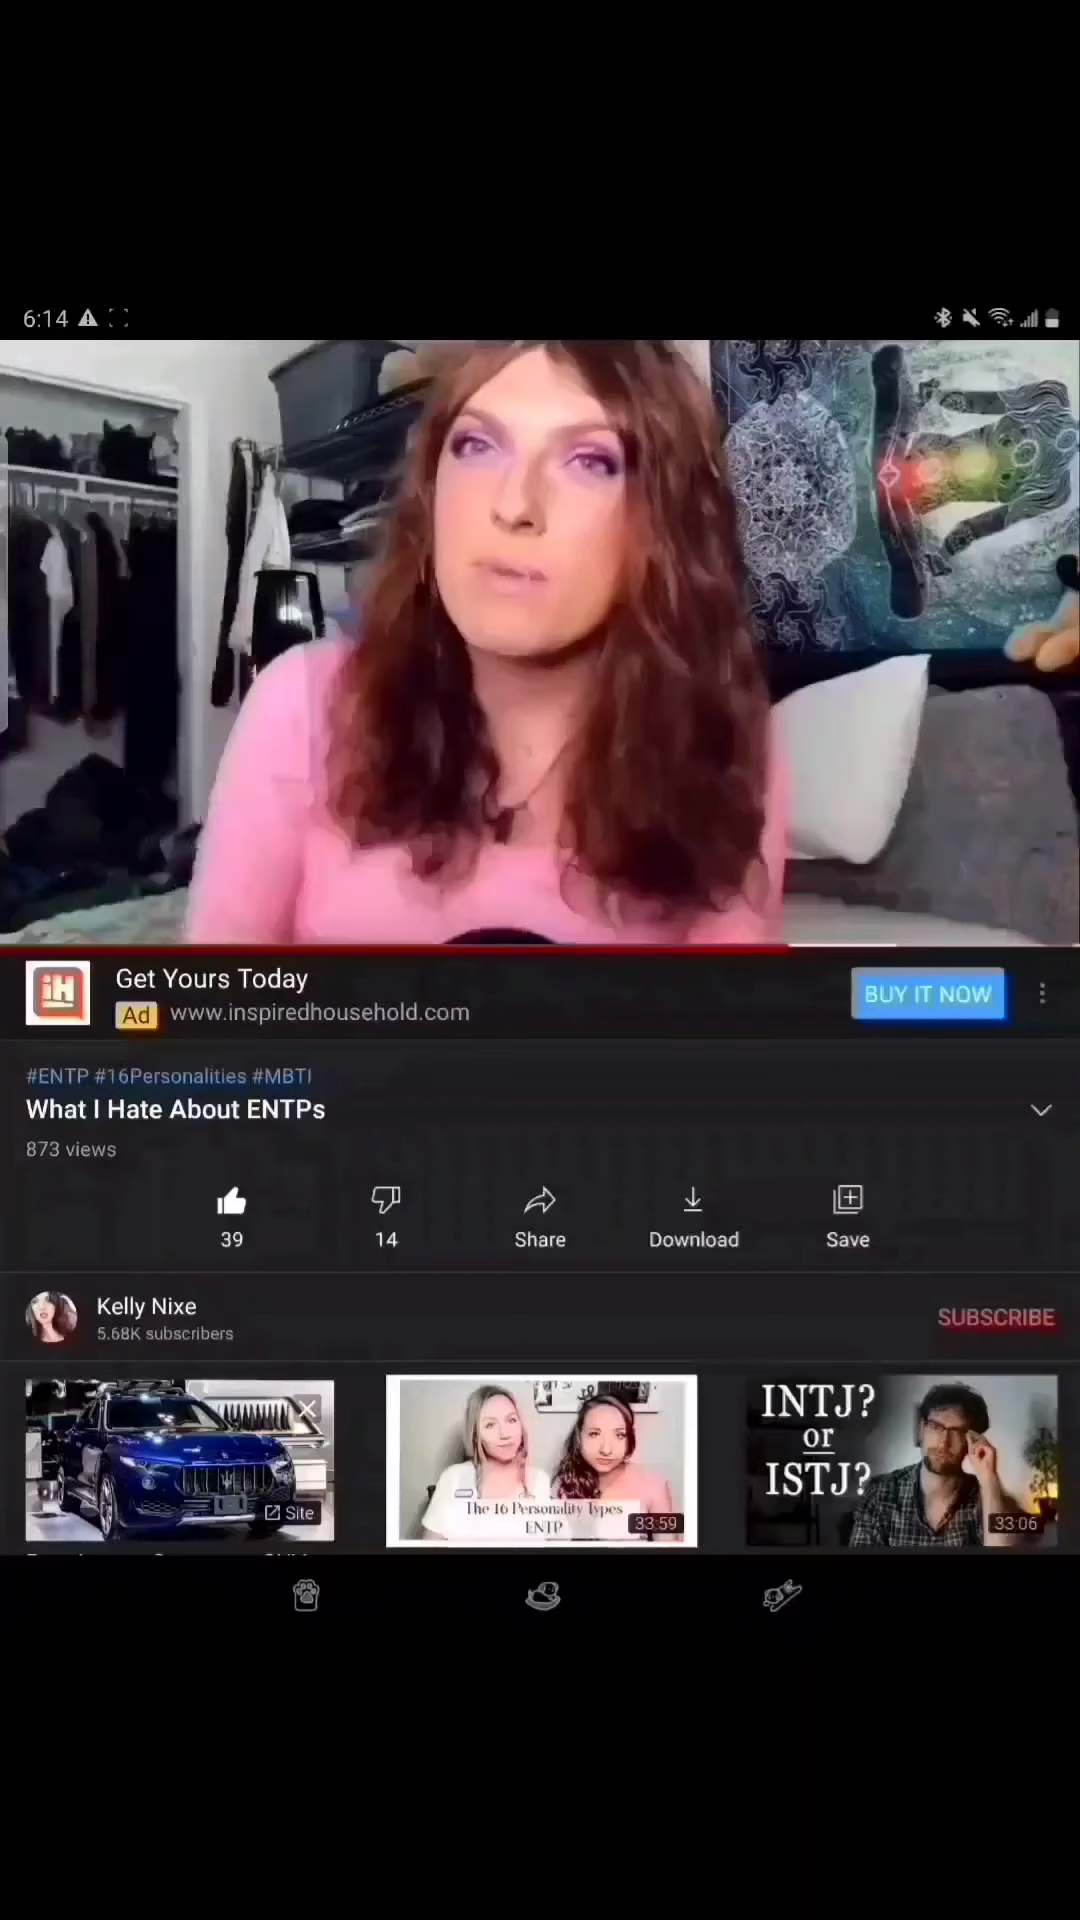 6:14
Get Yours Today
iH
Ad www.inspiredhousehold.com
BUY IT NOW
#ENTP #16Personalities #MBTI
What I Hate About ENTPs
873 views
39
14
Share
Download
Save
Kelly Nixe
5.68K subscribers
SUBSCRIBE
Site
The 16 Personality Types
ENTP
33:59
INTJ?
or
ISTJ?
33:06